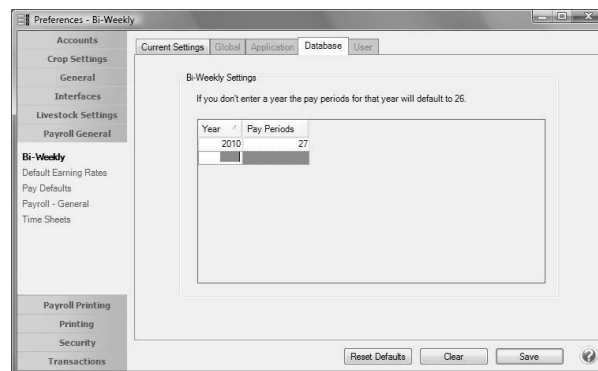 Preferences - Bi-Weekly
Accounts
Crop Settings
General
Interfaces
Livestock Settings
Payroll General
Bi-Weekly
Default Earning Rates
Pay Defaults
Payroll - General
Time Sheets
Payroll Printing
Printing
Security
Transactions
Current Settings Global Application Database User
Bi-Weekly Settings
If you don't enter a year the pay periods for that year will default to 26.
Year Pay Periods
2010 27
Reset Defaults Clear Save ?